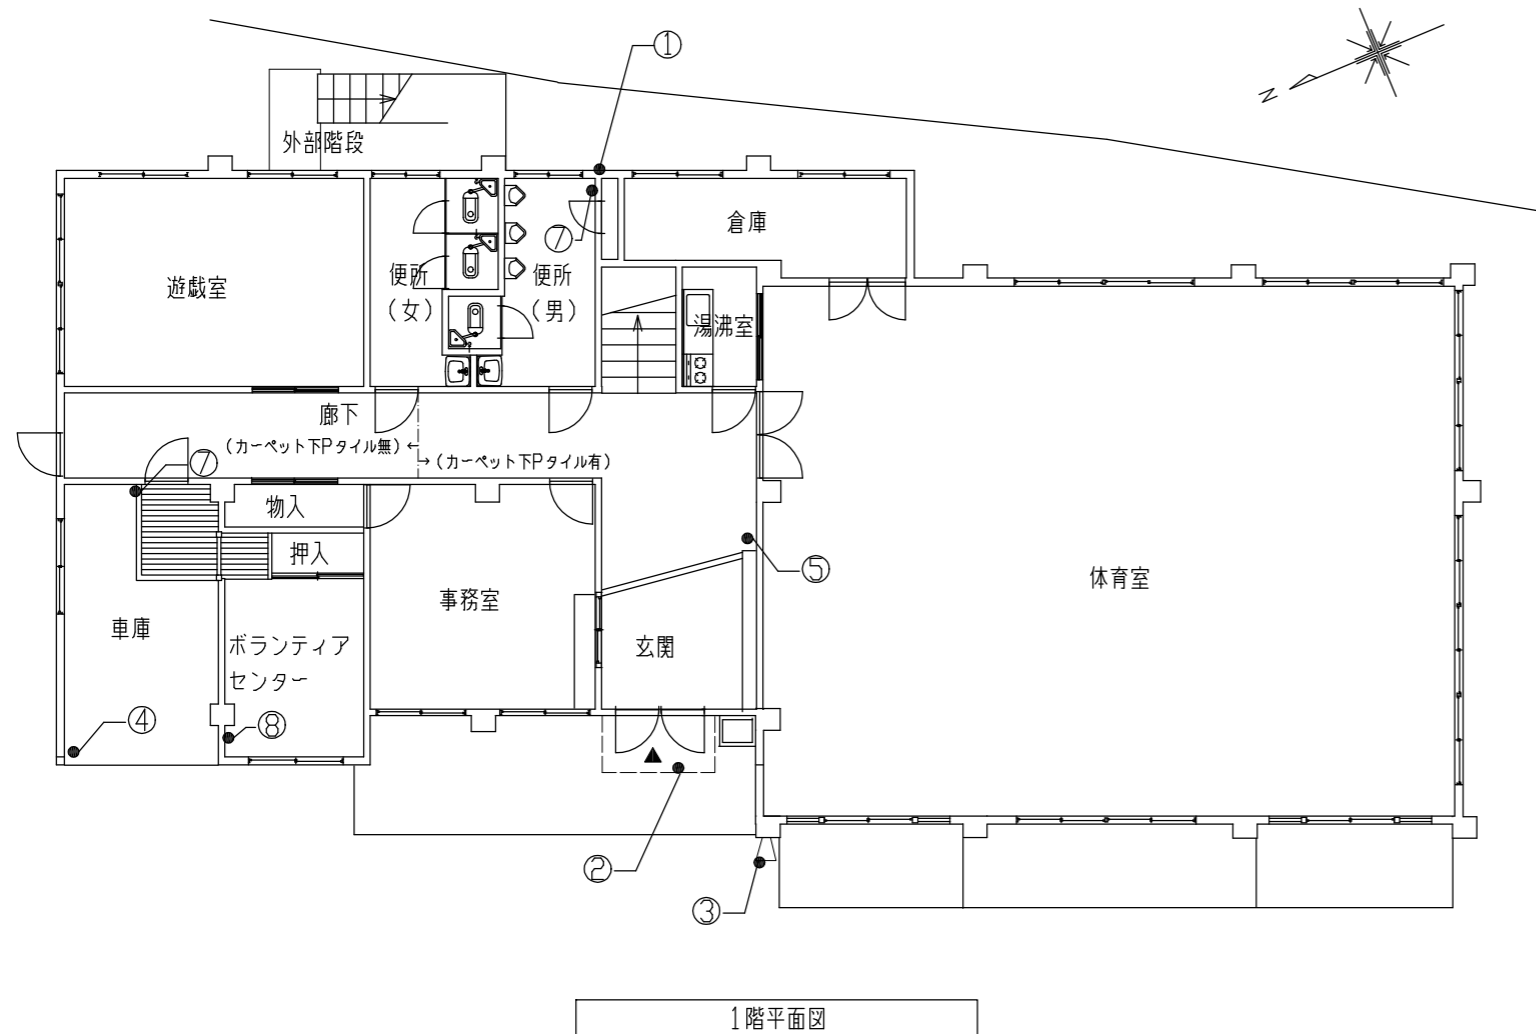 ①
N
外部階段
倉庫
⑦
遊戯室
便所
(女)
便所
(男)
湯沸室
廊下
(カーペット下Pタイル無)←
→(カーペット下Pタイル有)
⑦
物入
押入
⑤
体育室
事務室
車庫
ボランティア
センター
玄関
④
⑧
②
③
1階平面図